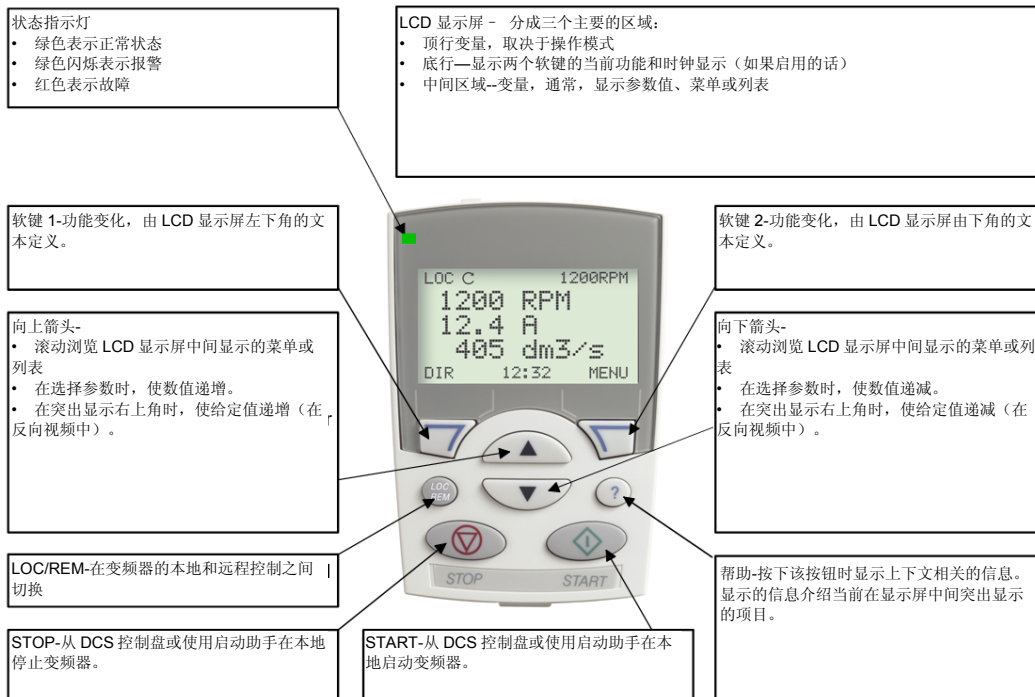 状态指示灯
• 绿色表示正常状态
• 绿色闪烁表示报警
• 红色表示故障
LCD 显示屏– 分成三个主要的区域：
• 顶行变量，取决于操作模式
• 底行—显示两个软键的当前功能和时钟显示（如果启用的话）
• 中间区域--变量，通常，显示参数值、菜单或列表
软键 1-功能变化，由 LCD 显示屏左下角的文
本定义。
软键 2-功能变化，由 LCD 显示屏由下角的文
本定义。
向上箭头-
• 滚动浏览 LCD 显示屏中间显示的菜单或
列表
• 在选择参数时，使数值递增。
• 在突出显示右上角时，使给定值递增（在
反向视频中）。
LOC C 1200RPM
1200 RPM
12.4 A
405 dm3/s
DIR 12:32 MENU
向下箭头-
• 滚动浏览 LCD 显示屏中间显示的菜单或列
表
• 在选择参数时，使数值递减。
• 在突出显示右上角时，使给定值递减（在
反向视频中）。
LOC
REM
?
STOP
START
LOC/REM-在变频器的本地和远程控制之间
切换
帮助-按下该按钮时显示上下文相关的信息。
显示的信息介绍当前在显示屏中间突出显示
的项目。
STOP-从 DCS 控制盘或使用启动助手在本地
停止变频器。
START-从 DCS 控制盘或使用启动助手在本
地启动变频器。